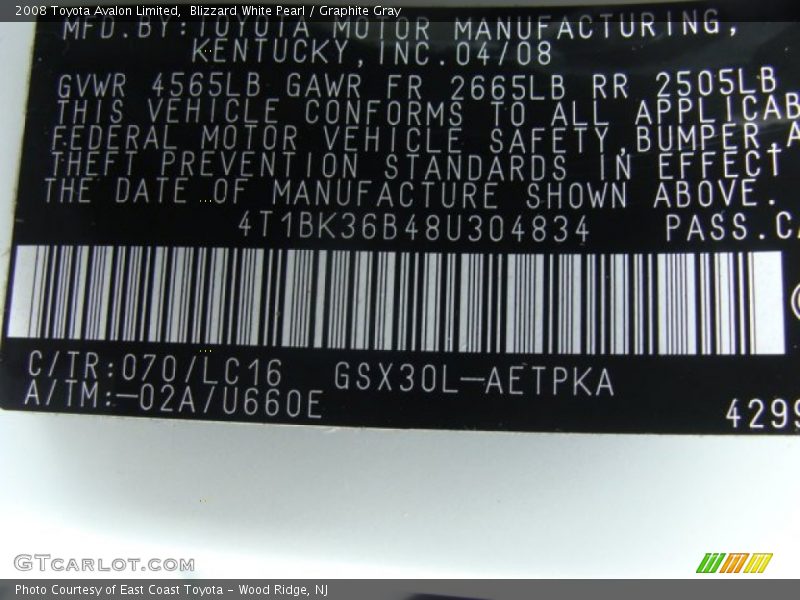 2008 Toyota Avalon Limited,  Blizzard White Pearl / Graphite Gray
MFD.BY:TOYOTA MOTOR MANUFACTURING,
KENTUCKY,INC.04/08
GVWR 4565LB GAWR FR 2665LB RR 2505LB
THIS VEHICLE CONFORMS TO ALL APPLICAB
FEDERAL MOTOR VEHICLE SAFETY,BUMPER,A
THEFT PREVENTION STANDARDS IN EFFECT
THE DATE OF MANUFACTURE SHOWN ABOVE.
4T1BK36B48U304834 PASS.CA
C/TR:070/LC16 GSX30L-AETPKA
A/TM:-02A/U660E
4299
GTCARLOT.COM
Photo Courtesy of East Coast Toyota - Wood Ridge, NJ